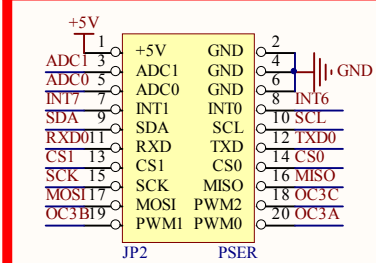 +5V
1 +5V GND 2
ADC1 3 ADC1 GND 4 GND
ADC0 5 ADC0 GND 6
INT7 7 INT1 INT0 8 INT6
SDA 9 SDA SCL 10 SCL
RXD0 11 RXD TXD 12 TXD0
CS1 13 CS1 CS0 14 CS0
SCK 15 SCK MISO 16 MISO
MOSI 17 MOSI PWM2 18 OC3C
OC3B 19 PWM1 PWM0 20 OC3A
JP2 PSER